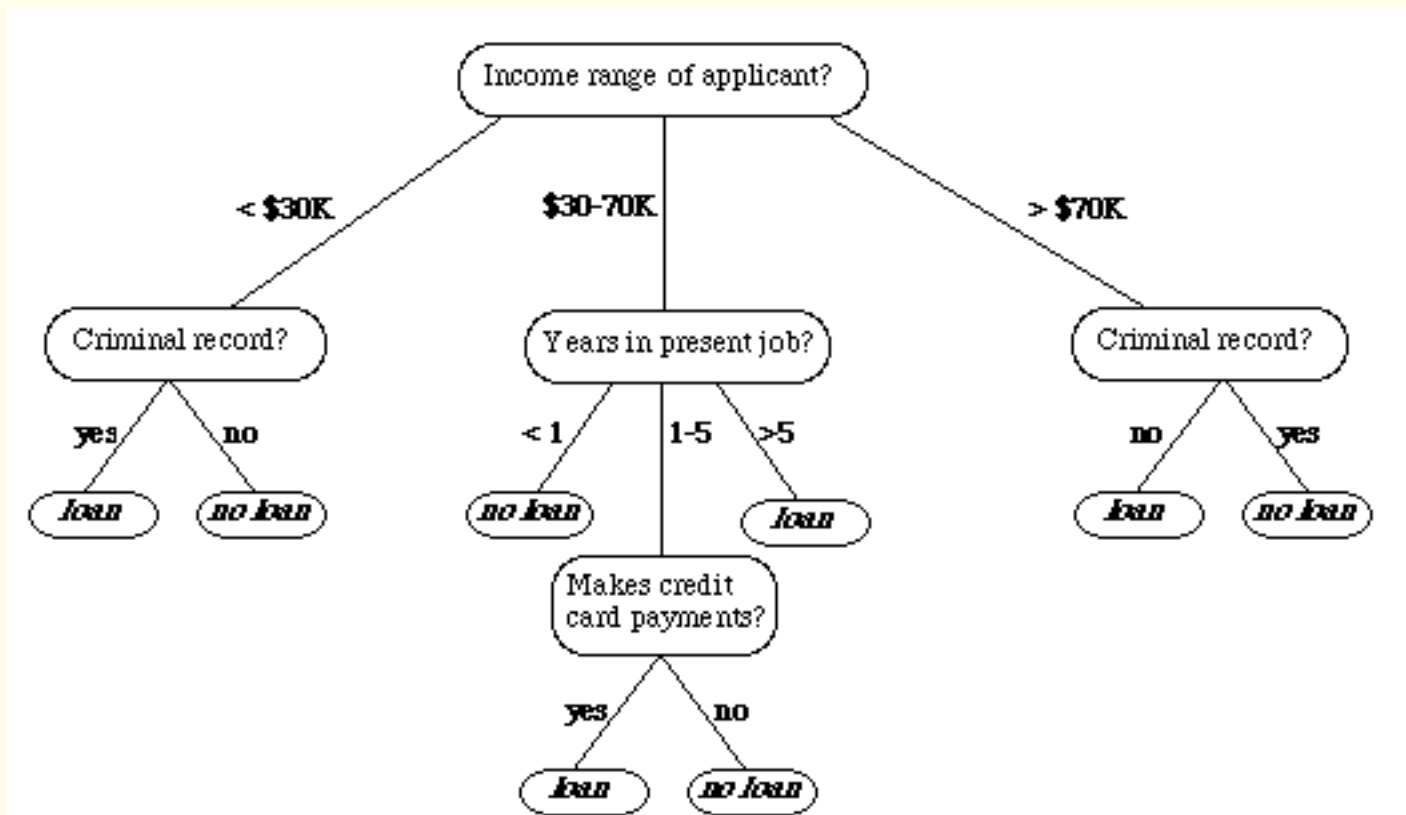 Income range of applicant?
< $30K
$30-70K
> $70K
Criminal record?
Years in present job?
Criminal record?
yes
no
< 1
1-5
>5
no
yes
loan
no loan
no loan
loan
loan
no loan
Makes credit
card payments?
yes
no
loan
no loan